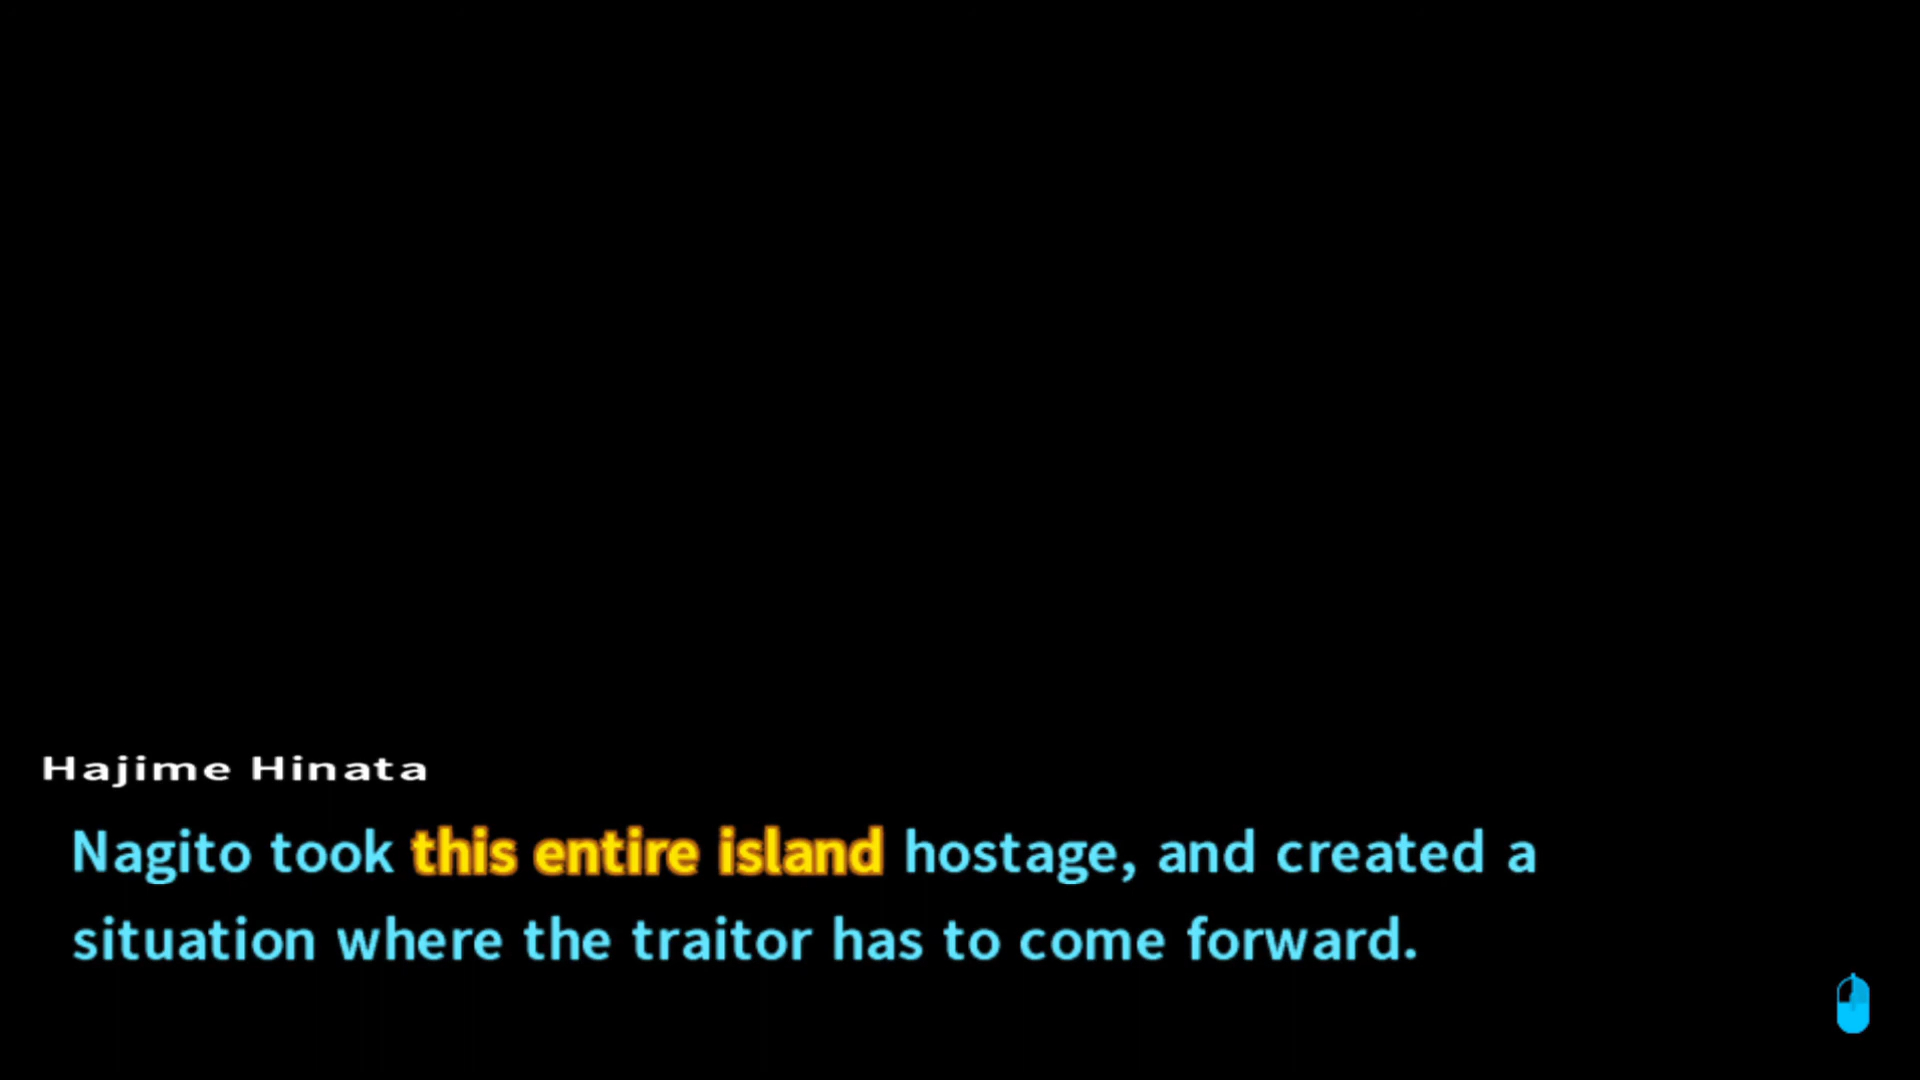 Hajime Hinata
Nagito took this entire island hostage, and created a
situation where the traitor has to come forward.